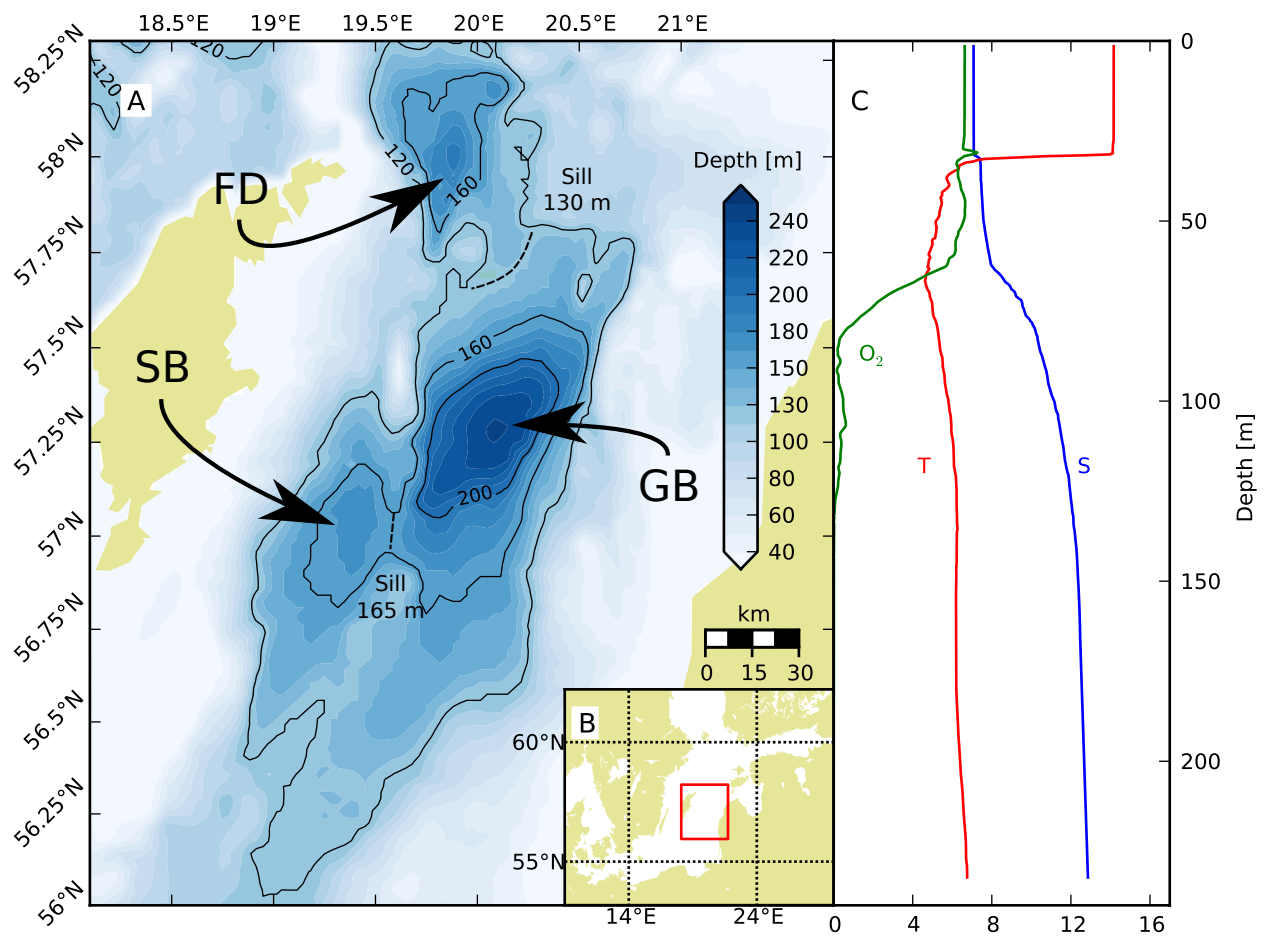 18.5°E 19°E 19.5°E 20°E 20.5°E 21°E
58.25°N
58°N
57.75°N
57.5°N
57.25°N
57°N
56.75°N
56.5°N
56.25°N
56°N
A
120
120
120
160
FD
Sill
130 m
SB
160
200
GB
Sill
165 m
Depth [m]
240
220
200
180
150
130
100
80
60
40
km
0 15 30
B
60°N
55°N
14°E 24°E
C
O2
T
S
0
50
100
150
200
Depth [m]
0 4 8 12 16